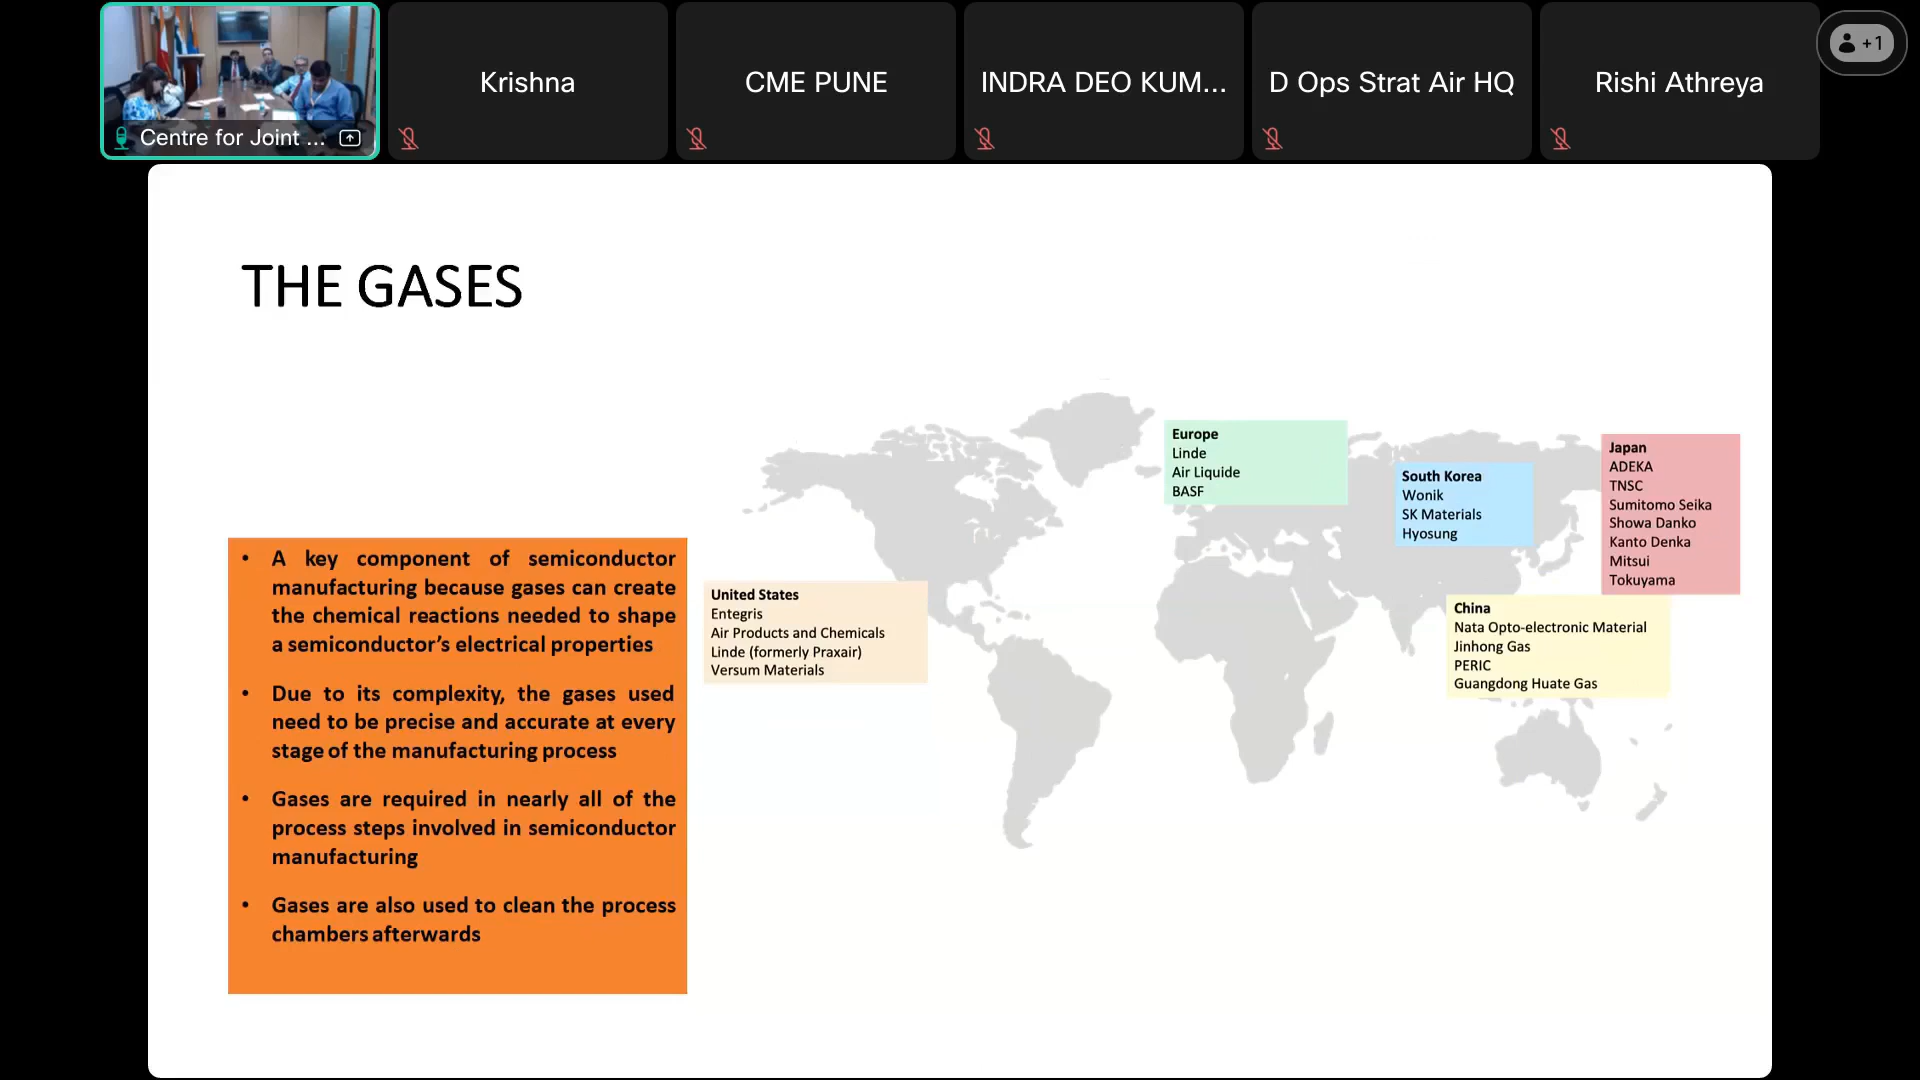 Centre for Joint ...
Krishna
CME PUNE
INDRA DEO KUM...
D Ops Strat Air HQ
Rishi Athreya
+1
THE GASES
• A key component of semiconductor
manufacturing because gases can create
the chemical reactions needed to shape
a semiconductor's electrical properties
• Due to its complexity, the gases used
need to be precise and accurate at every
stage of the manufacturing process
• Gases are required in nearly all of the
process steps involved in semiconductor
manufacturing
• Gases are also used to clean the process
chambers afterwards
United States
Entegris
Air Products and Chemicals
Linde (formerly Praxair)
Versum Materials
Europe
Linde
Air Liquide
BASF
South Korea
Wonik
SK Materials
Hyosung
Japan
ADEKA
TNSC
Sumitomo Seika
Showa Danko
Kanto Denka
Mitsui
Tokuyama
China
Nata Opto-electronic Material
Jinhong Gas
PERIC
Guangdong Huate Gas